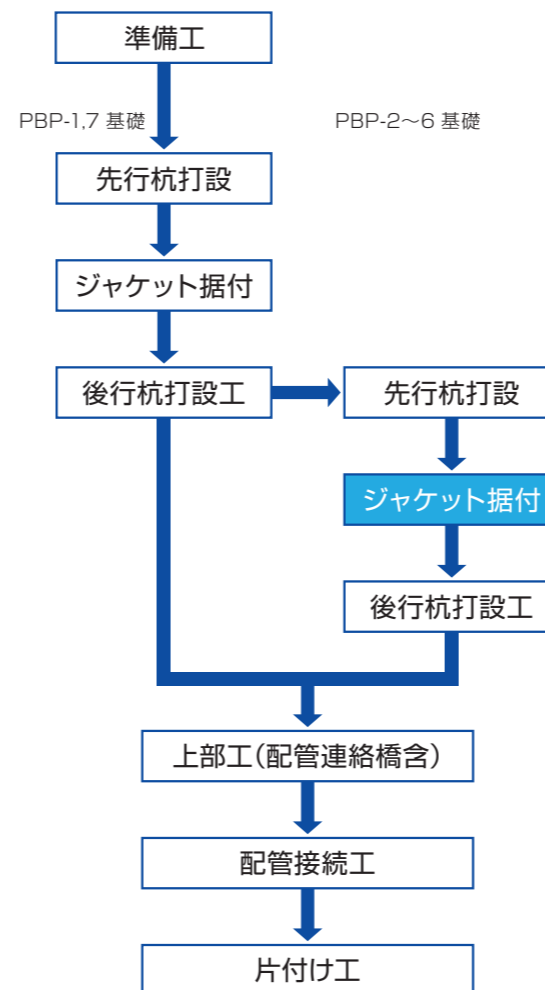 準備工
PBP-1,7 基礎
PBP-2〜6 基礎
先行杭打設
ジャケット据付
後行杭打設工
先行杭打設
ジャケット据付
後行杭打設工
上部工(配管連絡橋含)
配管接続工
片付け工